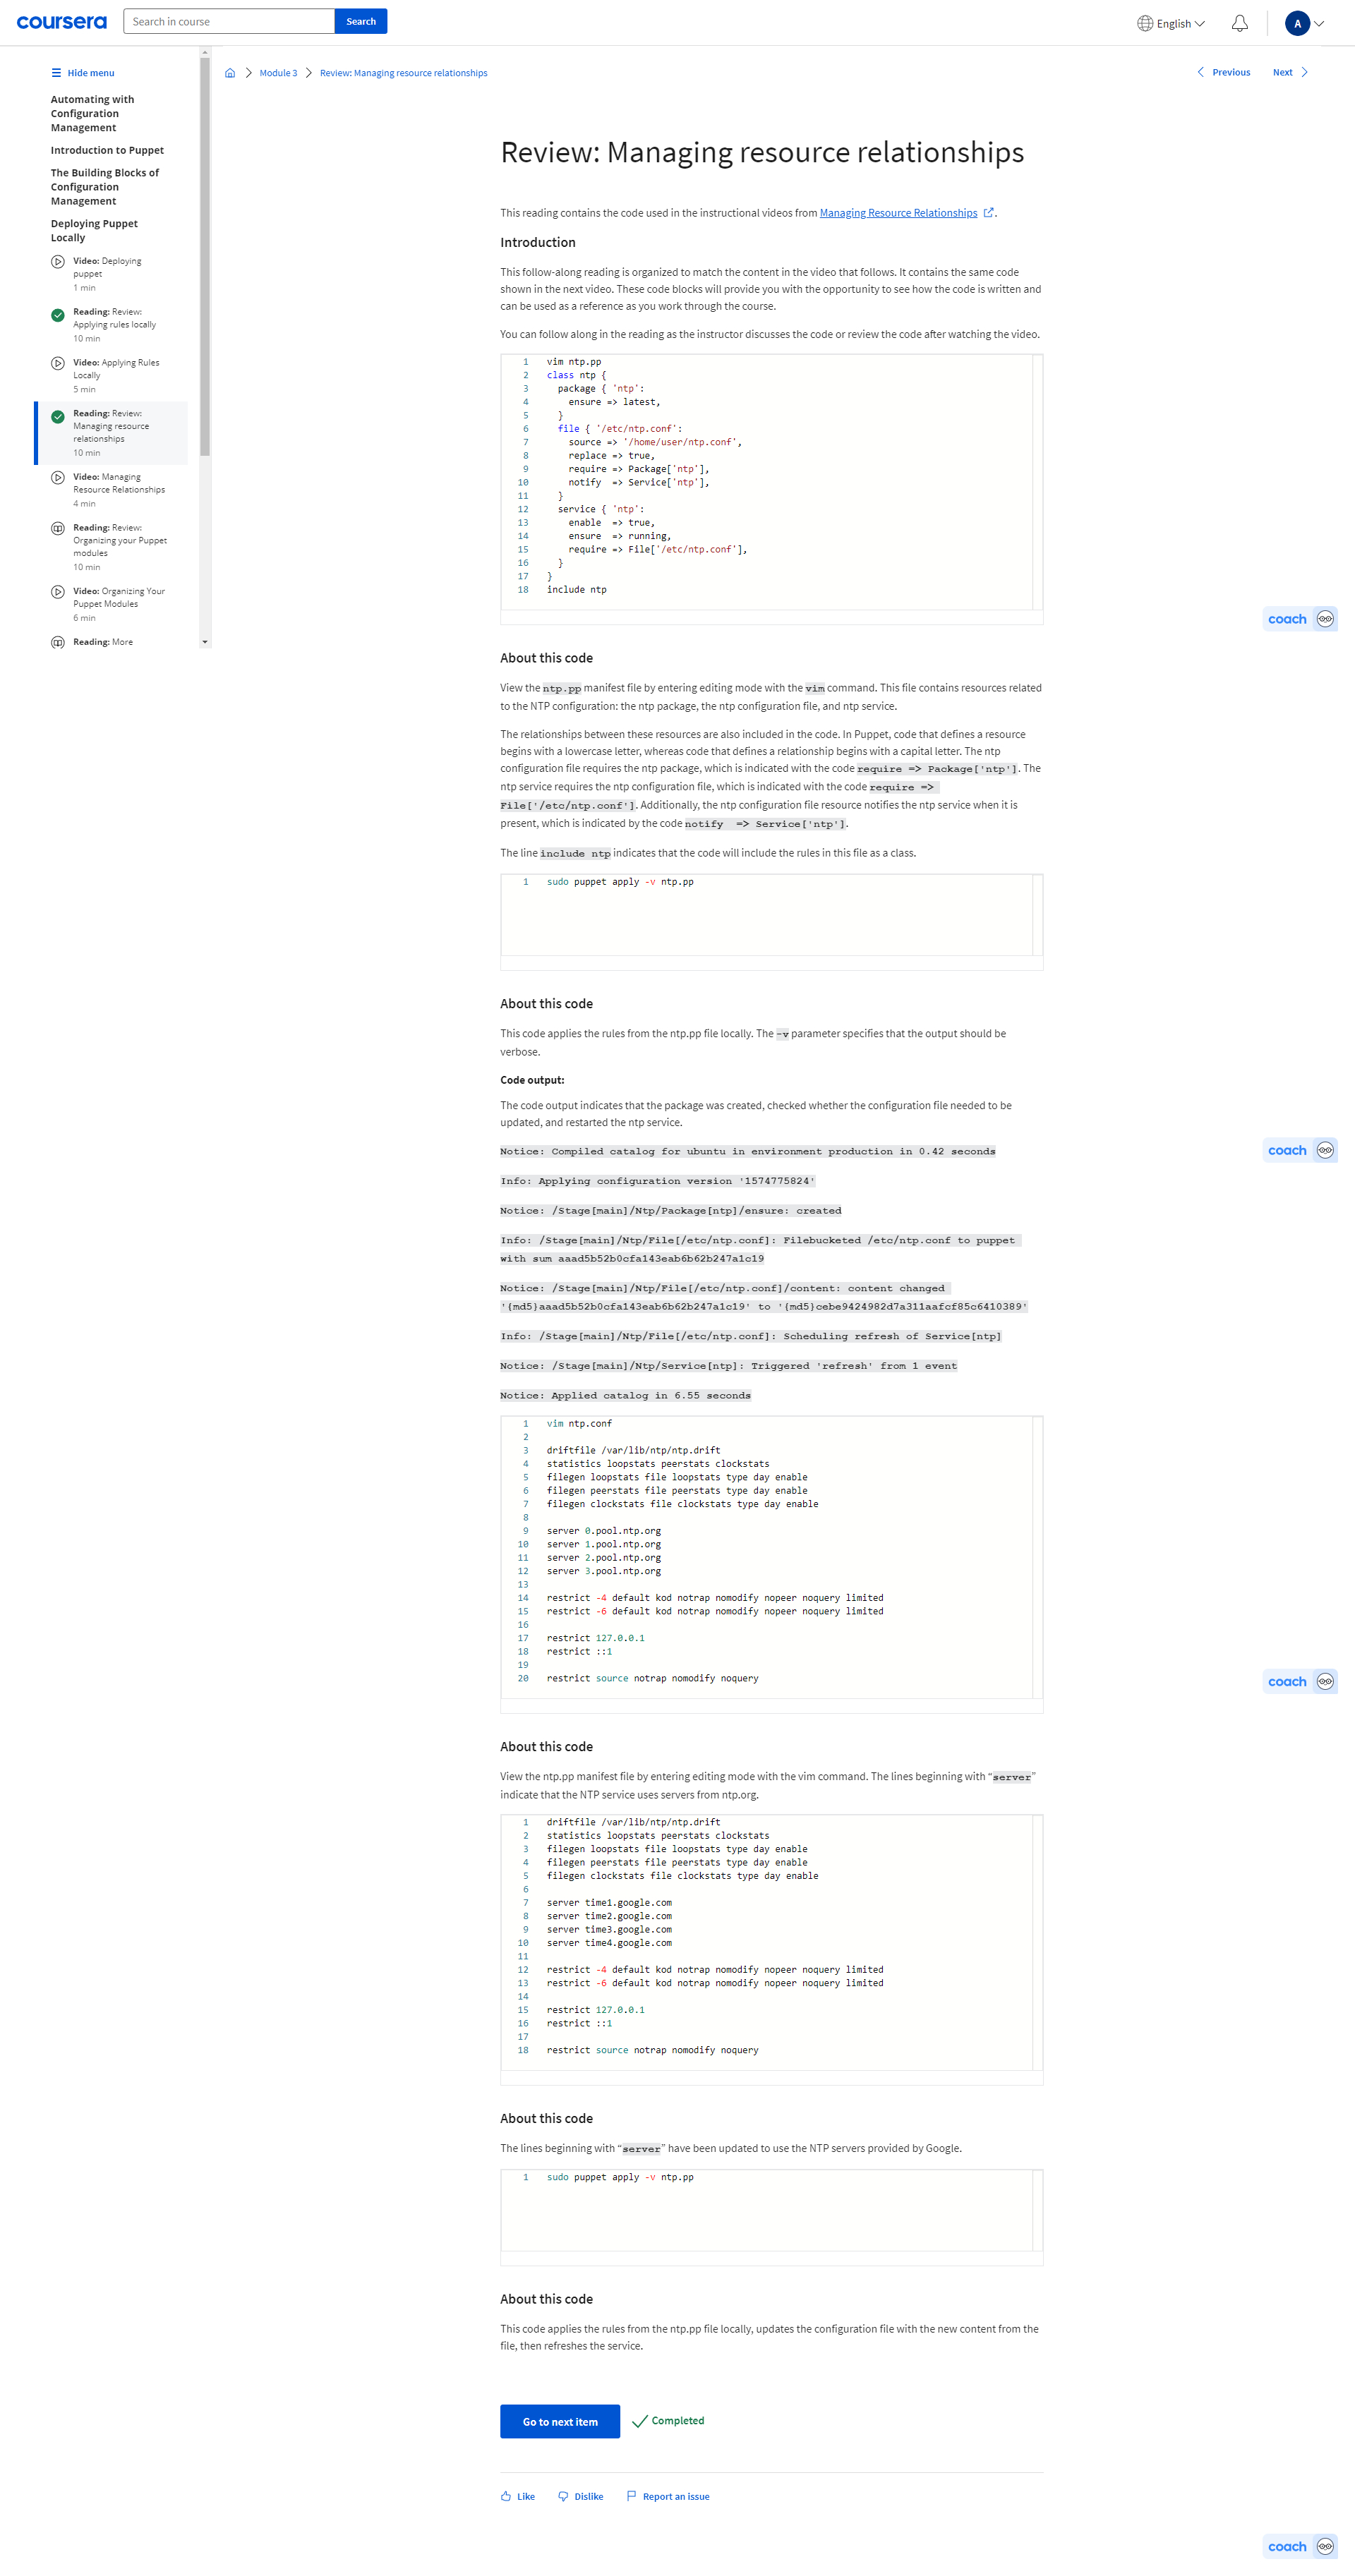 coursera
Search in course
Search
English
A
Hide menu
Automating with
Configuration
Management
Introduction to Puppet
The Building Blocks of
Configuration
Management
Deploying Puppet
Locally
Video: Deploying
puppet
1 min
Reading: Review:
Applying rules locally
10 min
Video: Applying Rules
Locally
5 min
Reading: Review:
Managing resource
relationships
10 min
Video: Managing
Resource Relationships
4 min
Reading: Review:
Organizing your Puppet
modules
10 min
Video: Organizing Your
Puppet Modules
6 min
Reading: More
Module 3
Review: Managing resource relationships
Previous
Next
Review: Managing resource relationships
This reading contains the code used in the instructional videos from Managing Resource Relationships.
Introduction
This follow-along reading is organized to match the content in the video that follows. It contains the same code
shown in the next video. These code blocks will provide you with the opportunity to see how the code is written and
can be used as a reference as you work through the course.
You can follow along in the reading as the instructor discusses the code or review the code after watching the video.
1 vim ntp.pp
2 class ntp {
3   package { 'ntp':
4     ensure => latest,
5   }
6   file { '/etc/ntp.conf':
7     source => '/home/user/ntp.conf',
8     replace => true,
9     require => Package['ntp'],
10     notify  => Service['ntp'],
11   }
12   service { 'ntp':
13     enable  => true,
14     ensure  => running,
15     require => File['/etc/ntp.conf'],
16   }
17 }
18 include ntp
coach
About this code
View the ntp.pp manifest file by entering editing mode with the vim command. This file contains resources related
to the NTP configuration: the ntp package, the ntp configuration file, and ntp service.
The relationships between these resources are also included in the code. In Puppet, code that defines a resource
begins with a lowercase letter, whereas code that defines a relationship begins with a capital letter. The ntp
configuration file requires the ntp package, which is indicated with the code require => Package['ntp']. The
ntp service requires the ntp configuration file, which is indicated with the code require =>
File['/etc/ntp.conf']. Additionally, the ntp configuration file resource notifies the ntp service when it is
present, which is indicated by the code notify  => Service['ntp'].
The line include ntp indicates that the code will include the rules in this file as a class.
1 sudo puppet apply -v ntp.pp
About this code
This code applies the rules from the ntp.pp file locally. The -v parameter specifies that the output should be
verbose.
Code output:
The code output indicates that the package was created, checked whether the configuration file needed to be
updated, and restarted the ntp service.
Notice: Compiled catalog for ubuntu in environment production in 0.42 seconds
coach
Info: Applying configuration version '1574775824'
Notice: /Stage[main]/Ntp/Package[ntp]/ensure: created
Info: /Stage[main]/Ntp/File[/etc/ntp.conf]: Filebucketed /etc/ntp.conf to puppet
with sum aaad5b52b0cfa143eab6b62b247a1c19
Notice: /Stage[main]/Ntp/File[/etc/ntp.conf]/content: content changed
'{md5}aaad5b52b0cfa143eab6b62b247a1c19' to '{md5}cebe9424982d7a311aafcf85c6410389'
Info: /Stage[main]/Ntp/File[/etc/ntp.conf]: Scheduling refresh of Service[ntp]
Notice: /Stage[main]/Ntp/Service[ntp]: Triggered 'refresh' from 1 event
Notice: Applied catalog in 6.55 seconds
1 vim ntp.conf
2
3 driftfile /var/lib/ntp/ntp.drift
4 statistics loopstats peerstats clockstats
5 filegen loopstats file loopstats type day enable
6 filegen peerstats file peerstats type day enable
7 filegen clockstats file clockstats type day enable
8
9 server 0.pool.ntp.org
10 server 1.pool.ntp.org
11 server 2.pool.ntp.org
12 server 3.pool.ntp.org
13
14 restrict -4 default kod notrap nomodify nopeer noquery limited
15 restrict -6 default kod notrap nomodify nopeer noquery limited
16
17 restrict 127.0.0.1
18 restrict ::1
19
20 restrict source notrap nomodify noquery
coach
About this code
View the ntp.pp manifest file by entering editing mode with the vim command. The lines beginning with “server”
indicate that the NTP service uses servers from ntp.org.
1 driftfile /var/lib/ntp/ntp.drift
2 statistics loopstats peerstats clockstats
3 filegen loopstats file loopstats type day enable
4 filegen peerstats file peerstats type day enable
5 filegen clockstats file clockstats type day enable
6
7 server time1.google.com
8 server time2.google.com
9 server time3.google.com
10 server time4.google.com
11
12 restrict -4 default kod notrap nomodify nopeer noquery limited
13 restrict -6 default kod notrap nomodify nopeer noquery limited
14
15 restrict 127.0.0.1
16 restrict ::1
17
18 restrict source notrap nomodify noquery
About this code
The lines beginning with “server” have been updated to use the NTP servers provided by Google.
1 sudo puppet apply -v ntp.pp
About this code
This code applies the rules from the ntp.pp file locally, updates the configuration file with the new content from the
file, then refreshes the service.
Go to next item
Completed
Like
Dislike
Report an issue
coach